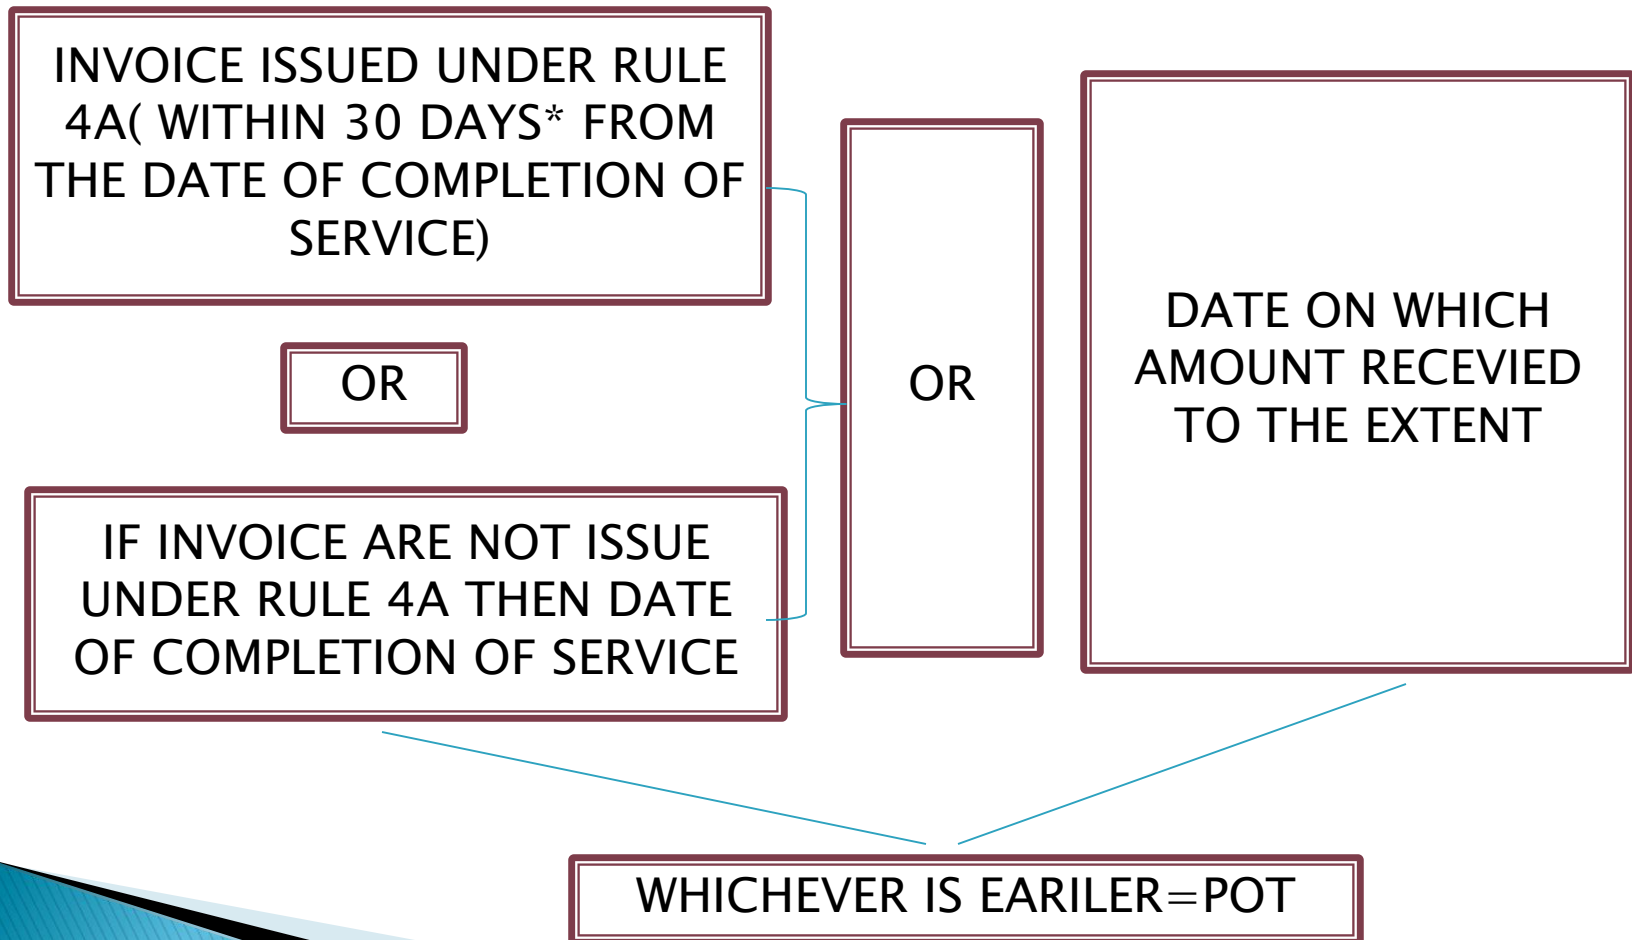 INVOICE ISSUED UNDER RULE
4A( WITHIN 30 DAYS* FROM
THE DATE OF COMPLETION OF
SERVICE)
OR
IF INVOICE ARE NOT ISSUE
UNDER RULE 4A THEN DATE
OF COMPLETION OF SERVICE
OR
DATE ON WHICH
AMOUNT RECEVIED
TO THE EXTENT
WHICHEVER IS EARILER=POT